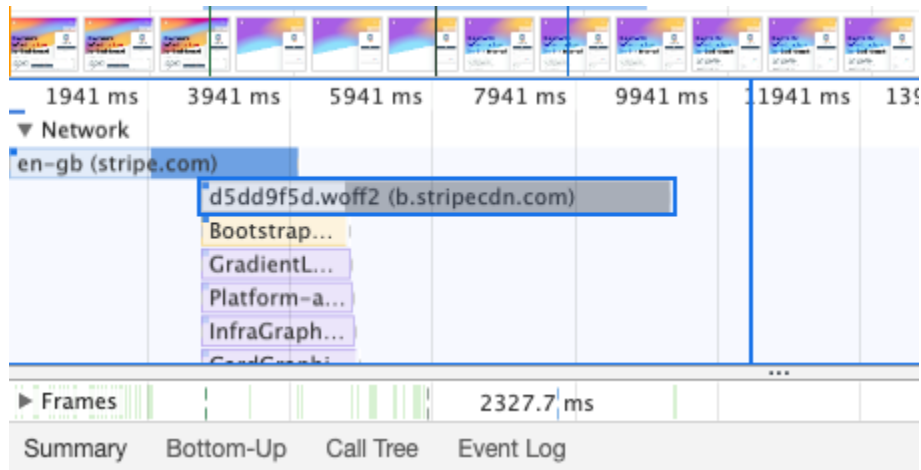 1941 ms 3941 ms 5941 ms 7941 ms 9941 ms 11941 ms
▼ Network
en-gb (stripe.com)
d5dd9f5d.woff2 (b.stripecdn.com)
Bootstrap...
GradientL...
Platform-a...
InfraGraph...
▶ Frames 2327.7 ms
...
Summary Bottom-Up Call Tree Event Log